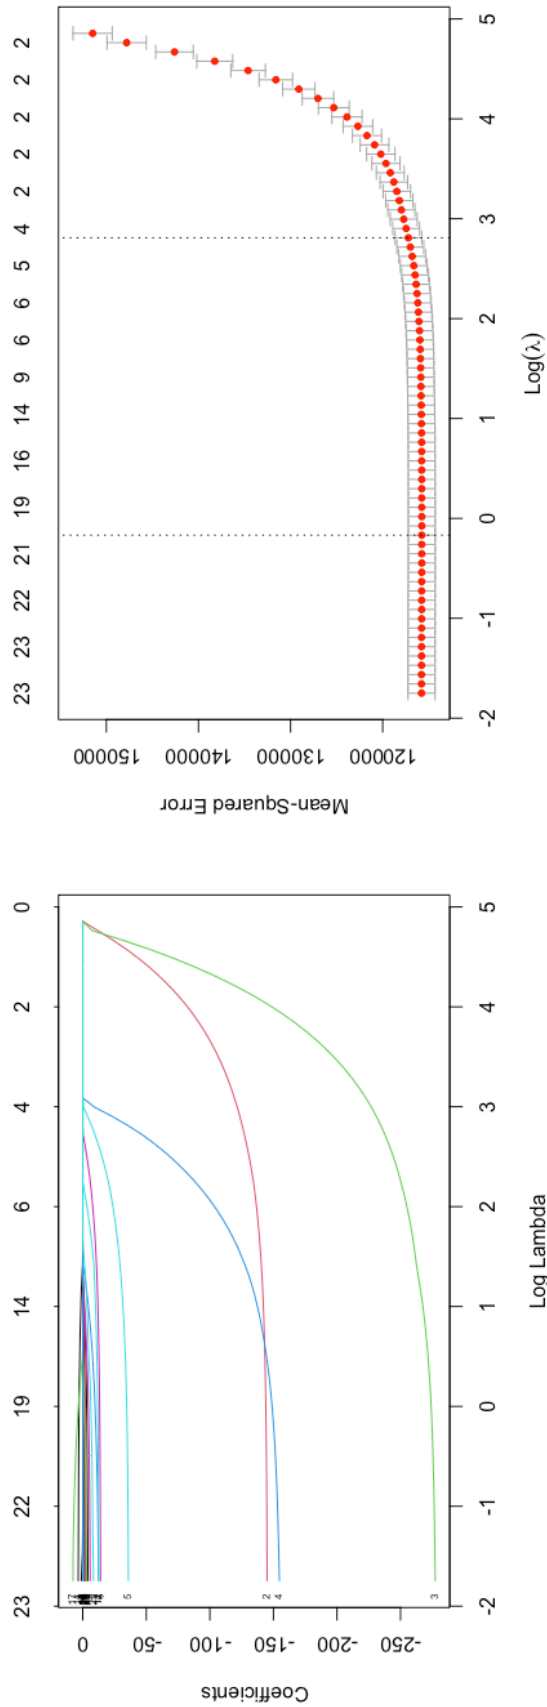 23 22 19 14 6 4 2 0
Coefficients
0 -50 -100 -150 -200 -250
17
5
2
4
3
-2 -1 0 1 2 3 4 5
Log Lambda
23 23 22 21 19 16 14 9 6 6 5 4 2 2 2 2 2
Mean-Squared Error
150000 140000 130000 120000
-2 -1 0 1 2 3 4 5
Log(λ)